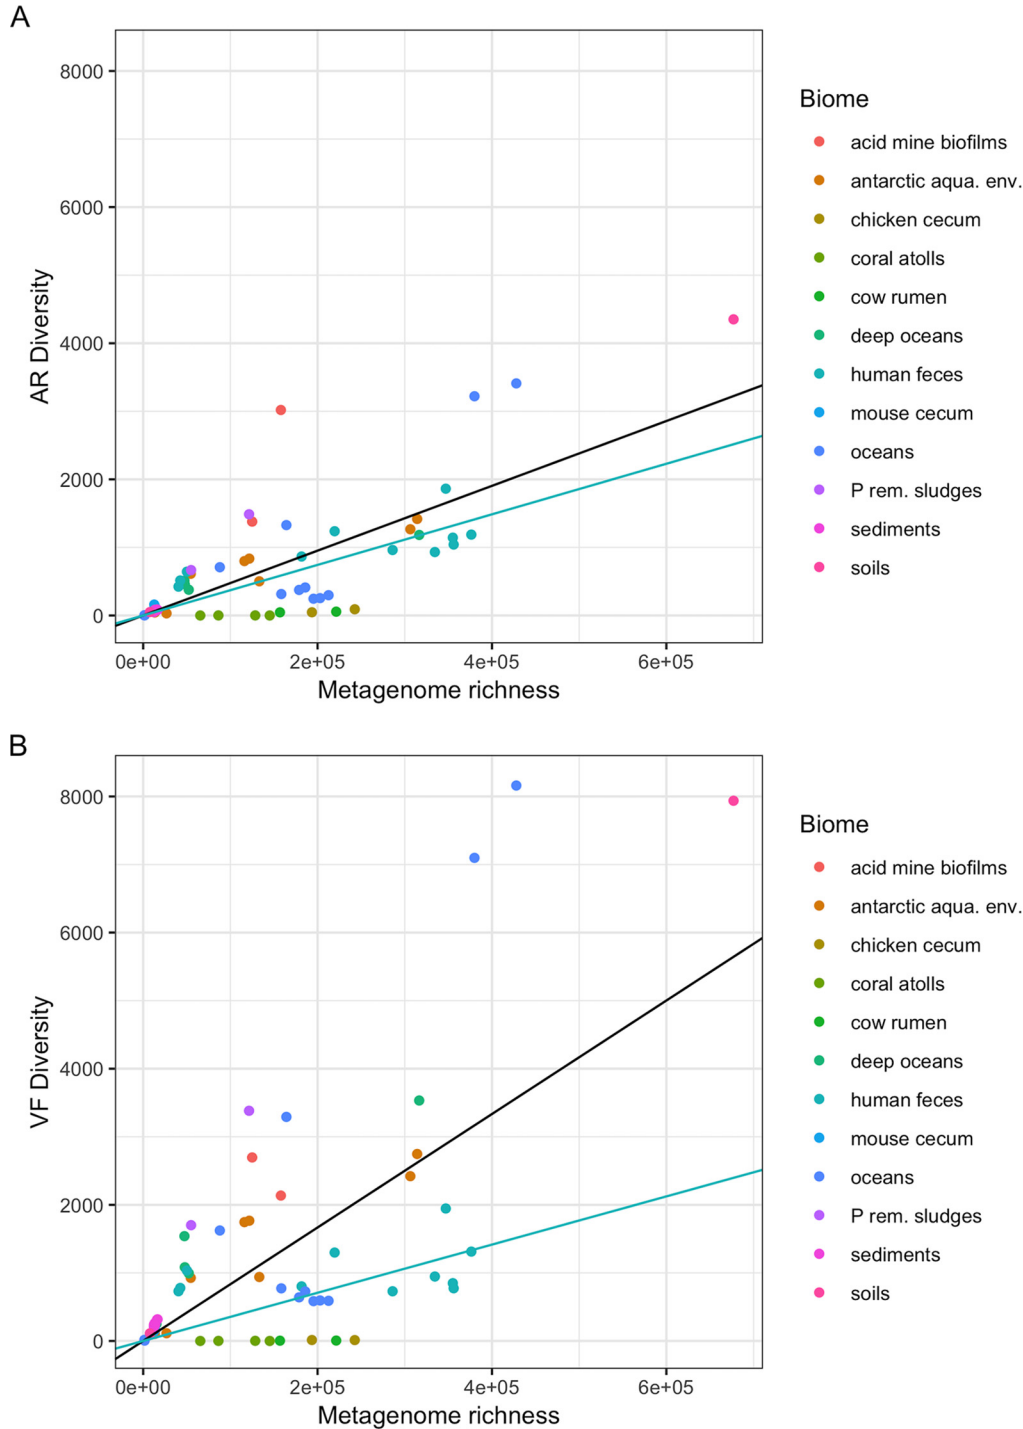 A
8000
6000
4000
2000
0
AR Diversity
0e+00 2e+05 4e+05 6e+05
Metagenome richness
Biome
acid mine biofilms
antarctic aqua. env.
chicken cecum
coral atolls
cow rumen
deep oceans
human feces
mouse cecum
oceans
P rem. sludges
sediments
soils
B
8000
6000
4000
2000
0
VF Diversity
0e+00 2e+05 4e+05 6e+05
Metagenome richness
Biome
acid mine biofilms
antarctic aqua. env.
chicken cecum
coral atolls
cow rumen
deep oceans
human feces
mouse cecum
oceans
P rem. sludges
sediments
soils